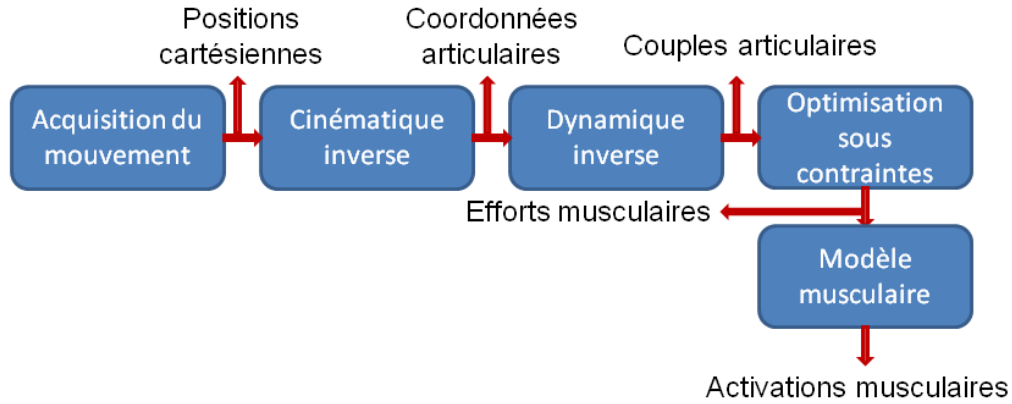 Positions
cartésiennes
Coordonnées
articulaires
Couples articulaires
Acquisition du
mouvement
Cinématique
inverse
Dynamique
inverse
Optimisation
sous
contraintes
Efforts musculaires
Modèle
musculaire
Activations musculaires